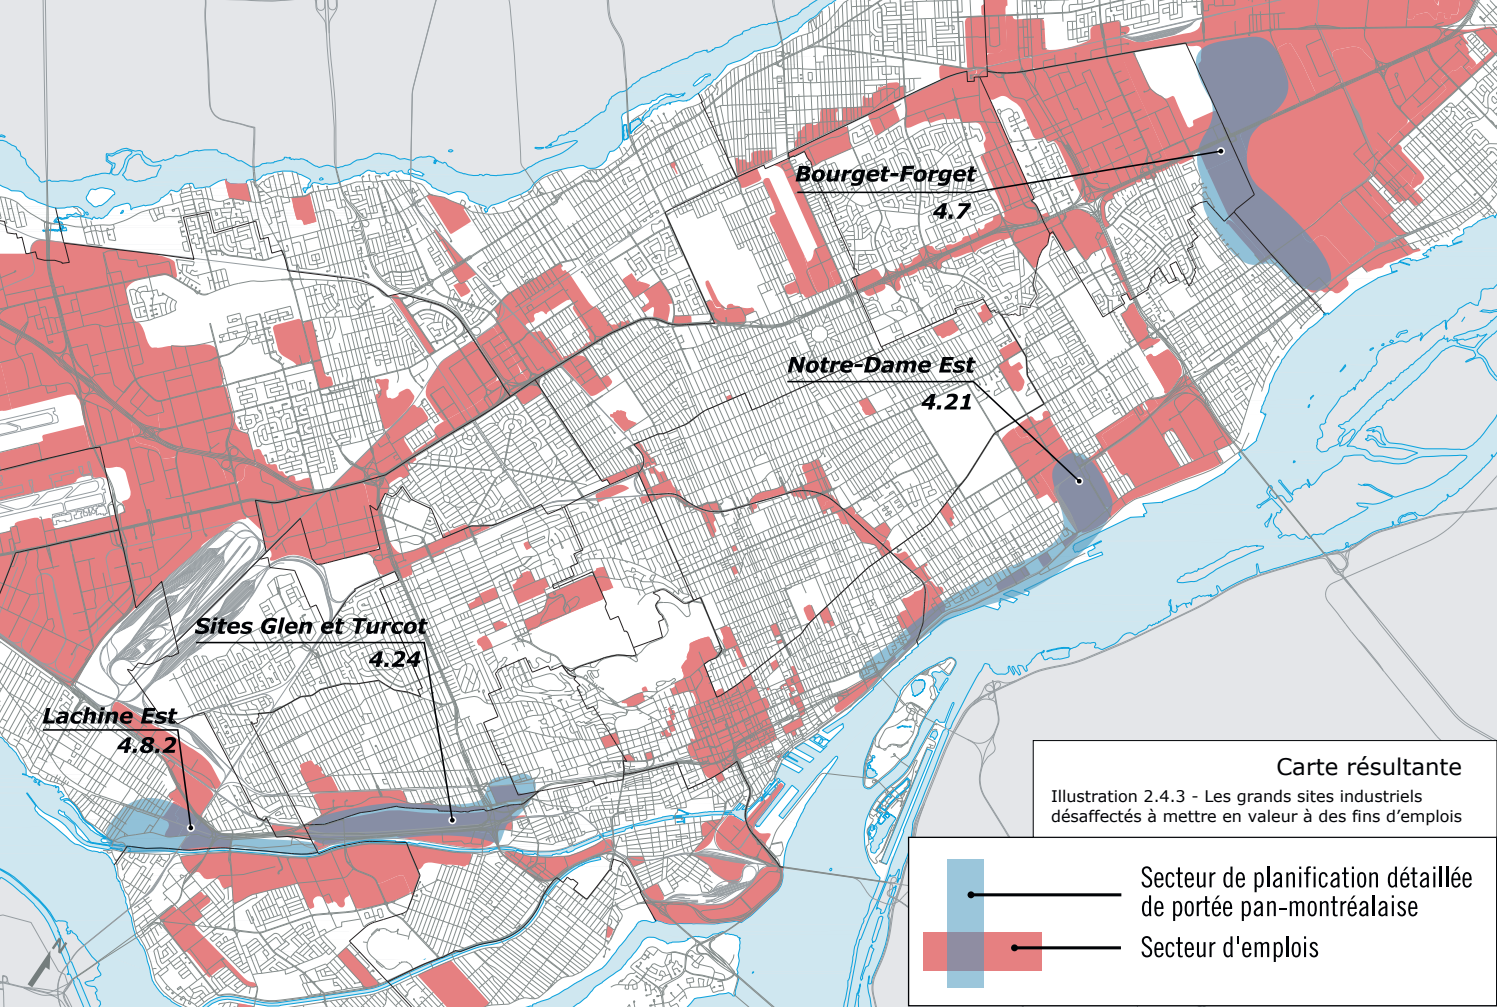 Bourget-Forget
4.7
Notre-Dame Est
4.21
Sites Glen et Turcot
4.24
Lachine Est
4.8.2
N
Carte résultante
Illustration 2.4.3 - Les grands sites industriels
désaffectés à mettre en valeur à des fins d’emplois
Secteur de planification détaillée
de portée pan-montréalaise
Secteur d'emplois